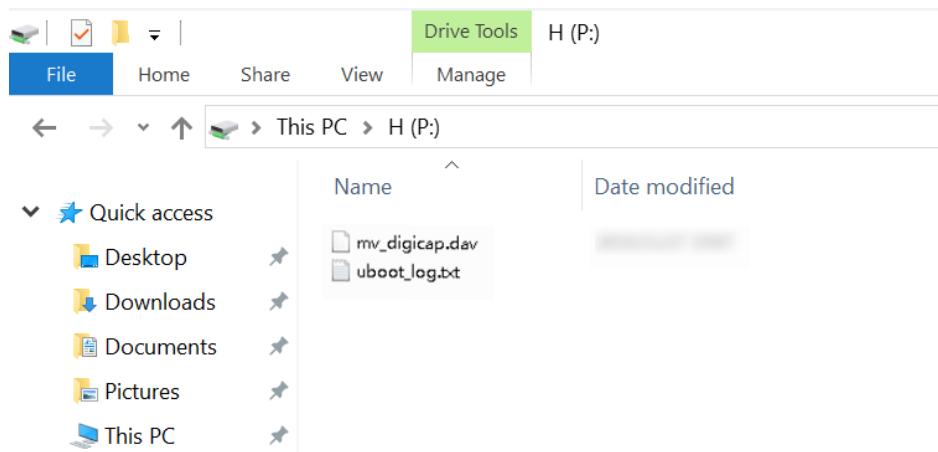 Drive Tools H (P:)
File Home Share View Manage
This PC H (P:)
Name Date modified
Quick access
Desktop
Downloads
Documents
Pictures
This PC
mv_digicap.dav
uboot_log.txt